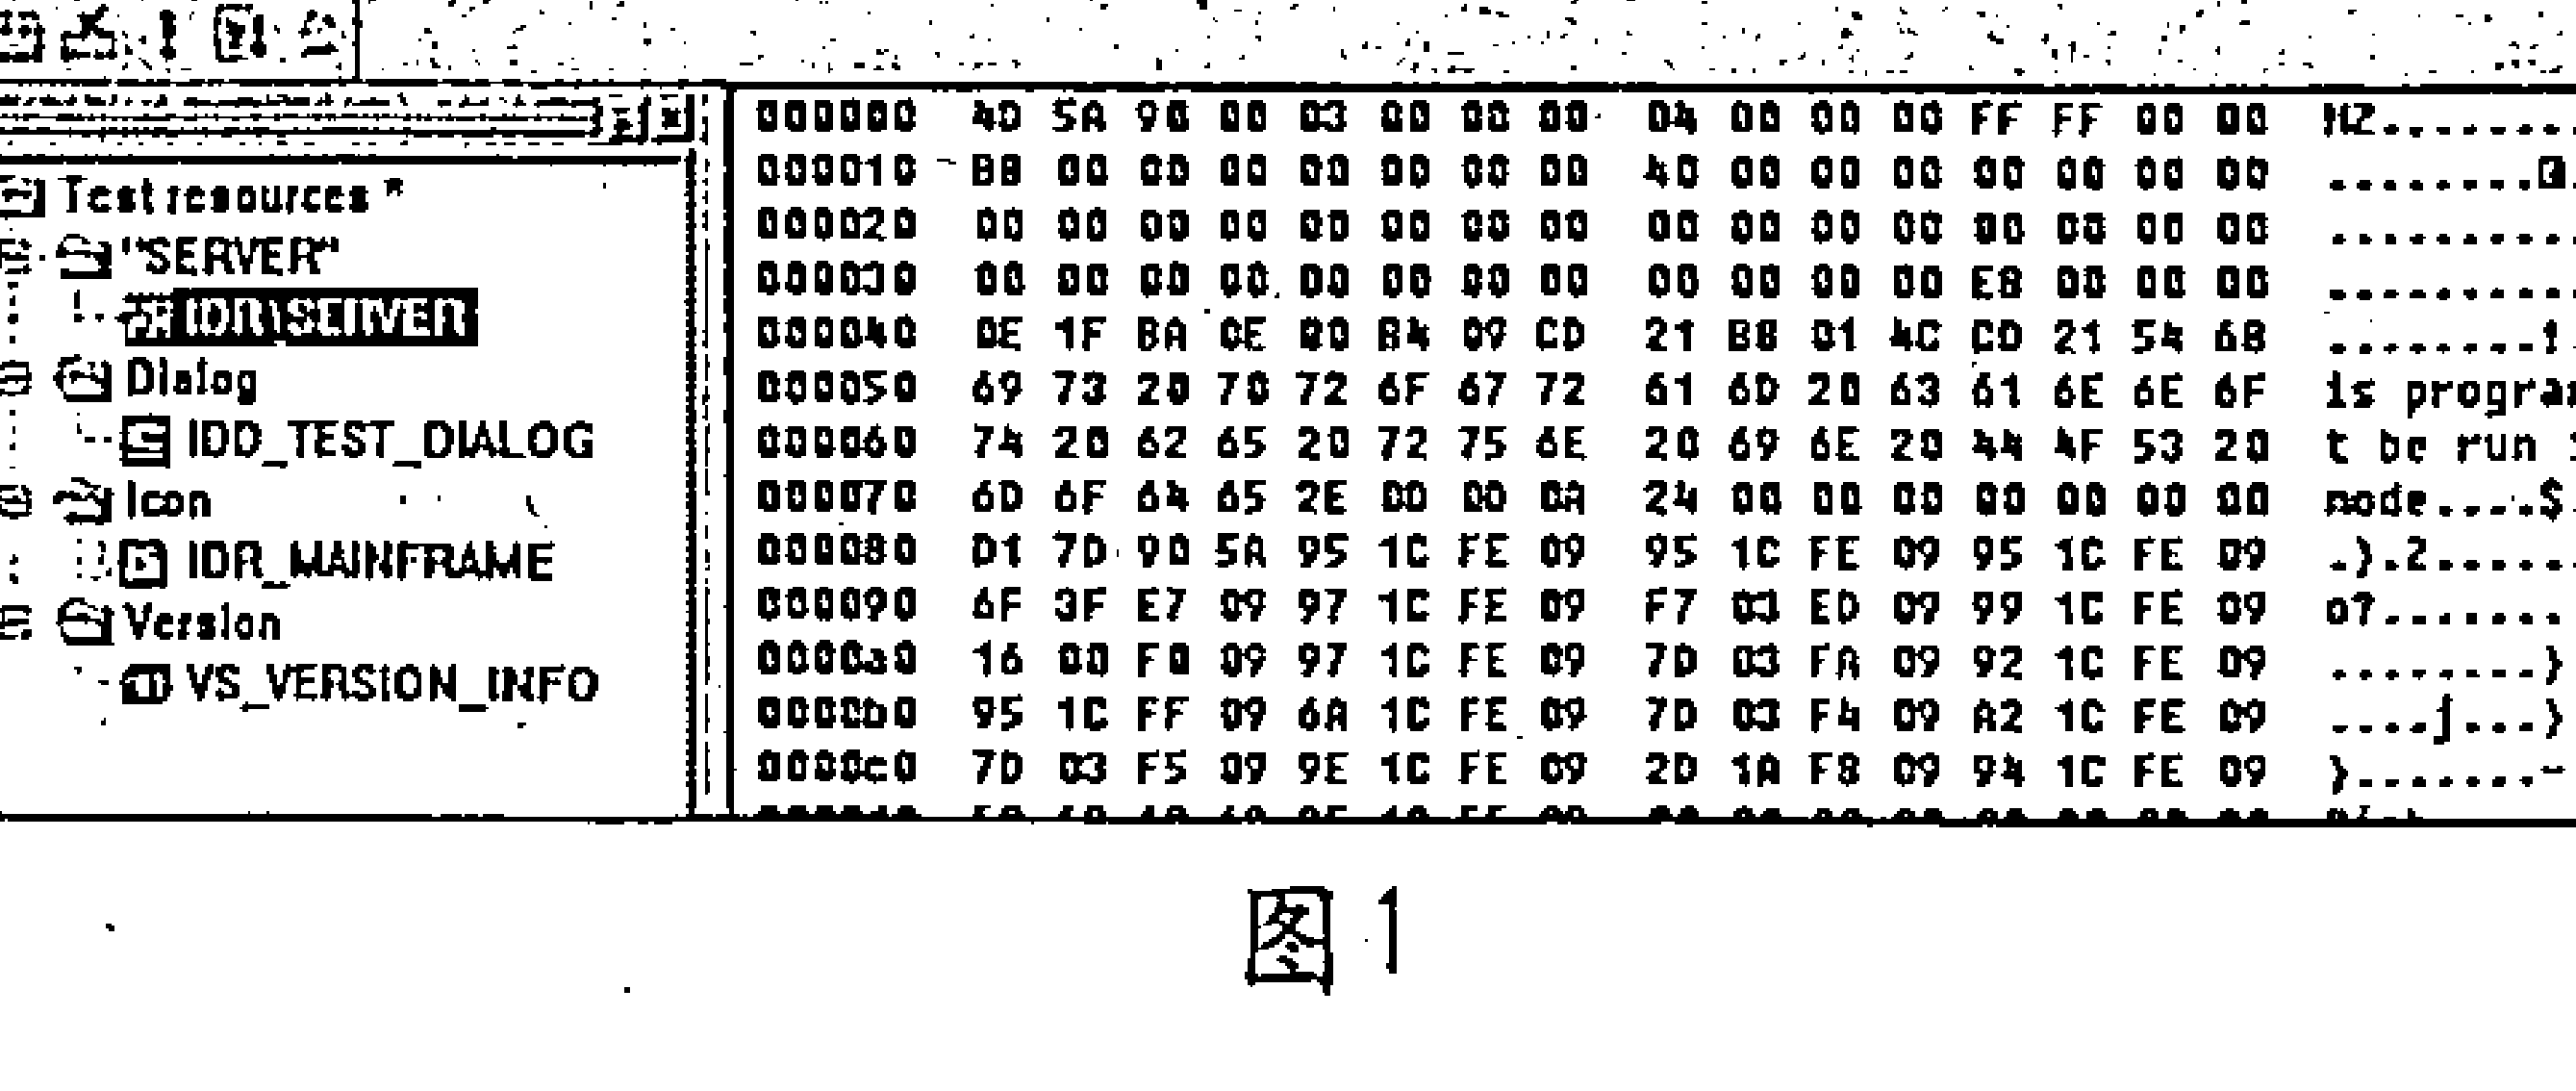 Test resources *
"SERVER"
IDR\SERVER
Dialog
IDD_TEST_DIALOG
Icon
IDR_MAINFRAME
Version
VS_VERSION_INFO
000000 4D 5A 90 00 03 00 00 00 04 00 00 00 FF FF 00 00 MZ.......
000010 B8 00 00 00 00 00 00 00 40 00 00 00 00 00 00 00 ........@.
000020 00 00 00 00 00 00 00 00 00 00 00 00 00 00 00 00 ..........
000030 00 00 00 00 00 00 00 00 00 00 00 00 E8 00 00 00 ..........
000040 0E 1F BA 0E 00 B4 09 CD 21 B8 01 4C CD 21 54 68 ........!.
000050 69 73 20 70 72 6F 67 72 61 6D 20 63 61 6E 6E 6F is program
000060 74 20 62 65 20 72 75 6E 20 69 6E 20 44 4F 53 20 t be run
000070 6D 6F 64 65 2E 0D 0D 0A 24 00 00 00 00 00 00 00 mode....$.
000080 D1 7D 90 5A 95 1C FE 09 95 1C FE 09 95 1C FE 09 .}.Z......
000090 6F 3F E7 09 97 1C FE 09 F7 03 ED 09 99 1C FE 09 o?.......
0000a0 16 00 F0 09 97 1C FE 09 7D 03 FA 09 92 1C FE 09 ........}
0000b0 95 1C FF 09 6A 1C FE 09 7D 03 F4 09 A2 1C FE 09 ....j...}
0000c0 7D 03 F5 09 9E 1C FE 09 2D 1A F8 09 94 1C FE 09 }.......-
图 1